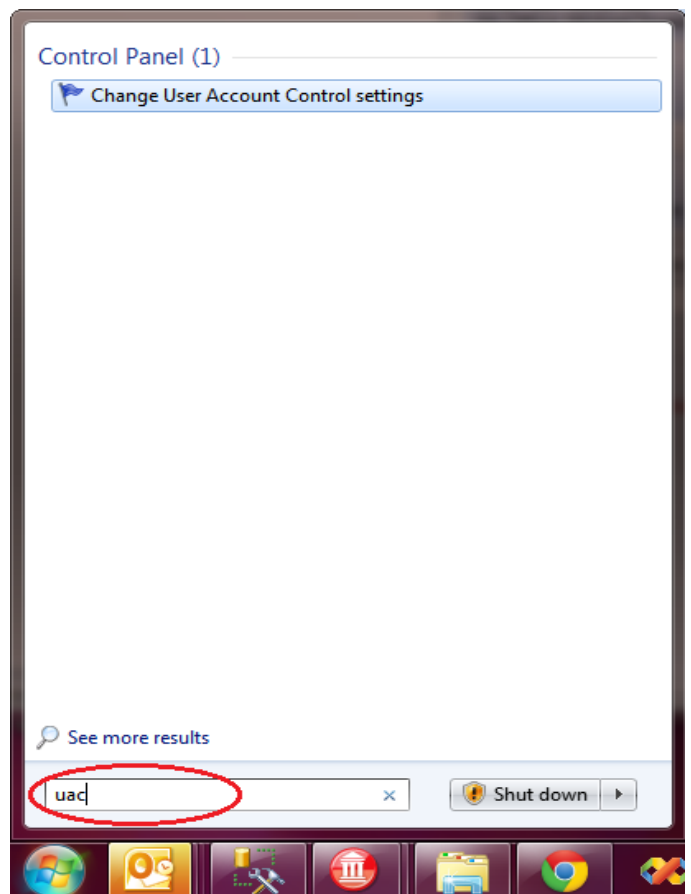 Control Panel (1)
Change User Account Control settings
See more results
uac
Shut down